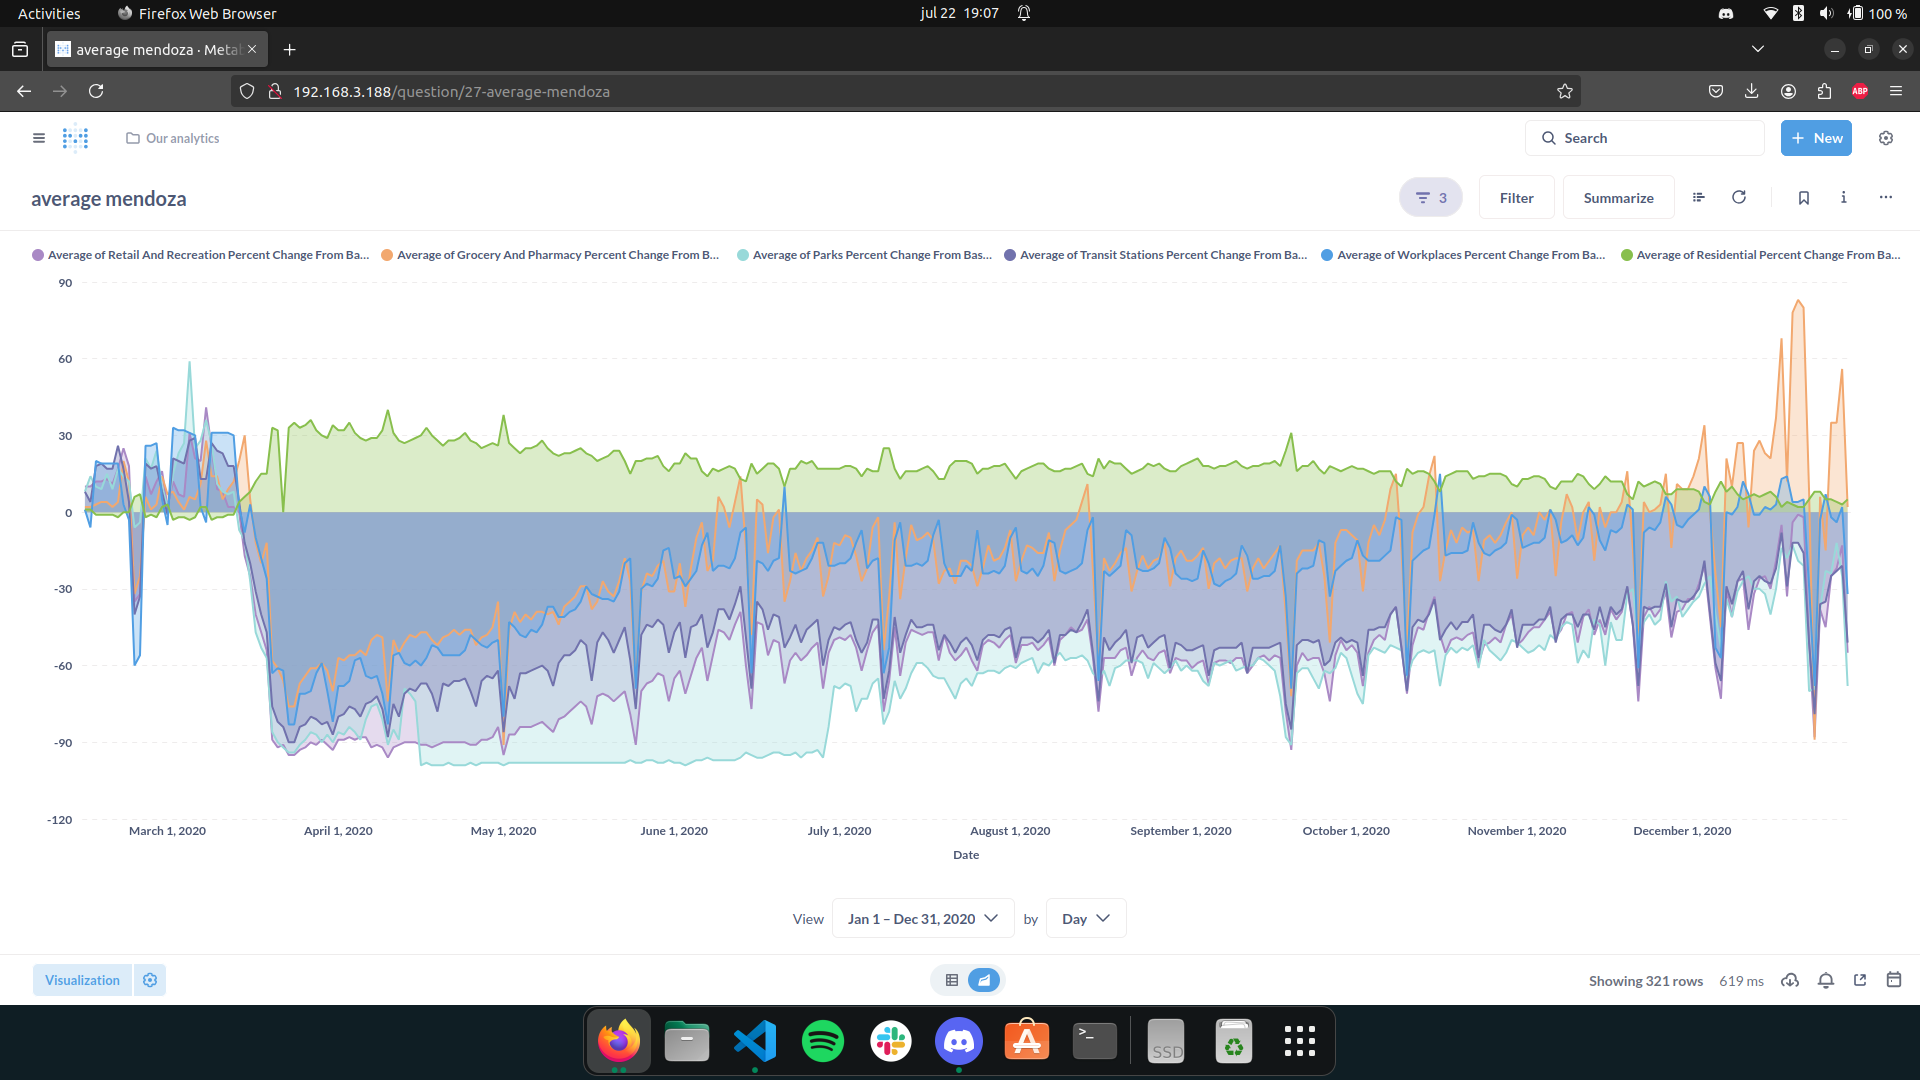 Activities Firefox Web Browser jul 22 19:07 100 %
average mendoza · Metab
192.168.3.188/question/27-average-mendoza ABP
Our analytics Search + New
average mendoza 3 Filter Summarize
Average of Retail And Recreation Percent Change From Ba... Average of Grocery And Pharmacy Percent Change From B... Average of Parks Percent Change From Bas... Average of Transit Stations Percent Change From Ba... Average of Workplaces Percent Change From Ba... Average of Residential Percent Change From Ba...
90
60
30
0
-30
-60
-90
-120
March 1, 2020 April 1, 2020 May 1, 2020 June 1, 2020 July 1, 2020 August 1, 2020 September 1, 2020 October 1, 2020 November 1, 2020 December 1, 2020
Date
View Jan 1 – Dec 31, 2020 by Day
Visualization Showing 321 rows 619 ms
>_ SSD